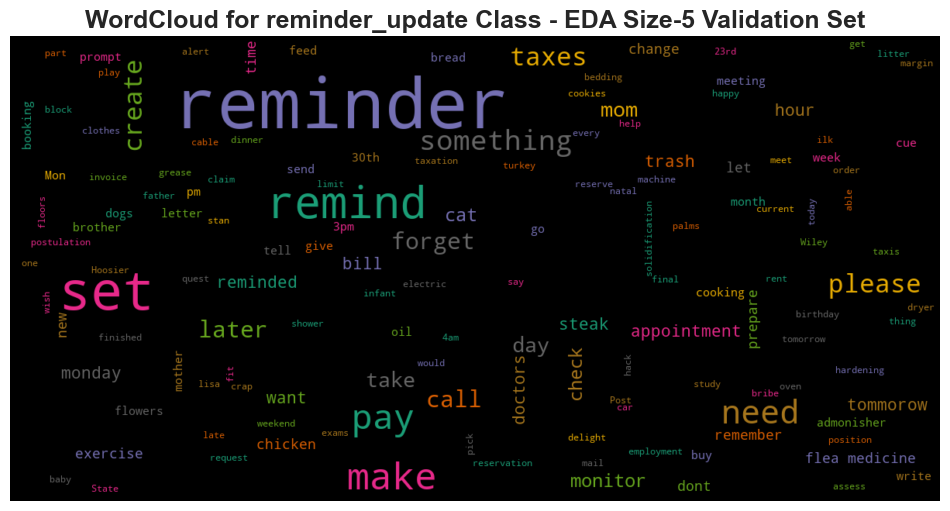 WordCloud for reminder_update Class - EDA Size-5 Validation Set
part
prompt
alert
time
feed
bread
taxes
change
23rd
get
litter
margin
play
create
reminder
bedding
cookies
meeting
happy
booking
block
clothes
cable
dinner
something
every
mom
help
hour
ilk
cue
30th
taxation
turkey
trash
let
meet
week
order
Mon
invoice
grease
claim
send
limit
remind
cat
reserve
natal
machine
month
current
today
able
floors
dogs
father
letter
pm
stan
3pm
go
solidification
palms
brother
postulation
tell
give
forget
Wiley
taxis
one
Hoosier
quest
reminded
bill
electric
infant
say
final
cooking
rent
please
wish
set
new
finished
later
shower
oil
4am
steak
appointment
prepare
birthday
tomorrow
dryer
thing
monday
mother
lisa
fit
crap
would
take
day
doctors
check
hack
study
oven
hardening
bribe
want
call
Post
car
need
tommorow
flowers
weekend
pay
admonisher
late
exams
chicken
pick
delight
remember
position
exercise
request
reservation
mail
employment
buy
flea medicine
baby
State
make
monitor
dont
assess
write